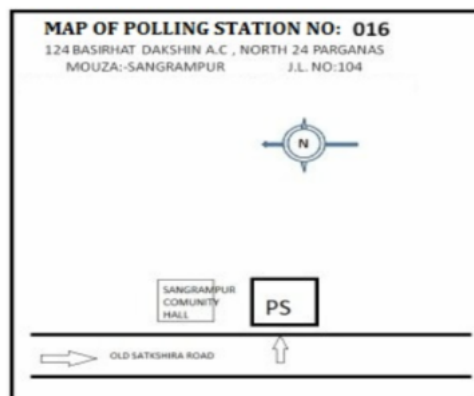 MAP OF POLLING STATION NO: 016
124 BASIRHAT DAKSHIN A.C , NORTH 24 PARGANAS
MOUZA:-SANGRAMPUR J.L. NO:104
N
SANGRAMPUR
COMUNITY
HALL
PS
OLD SATKSHIRA ROAD